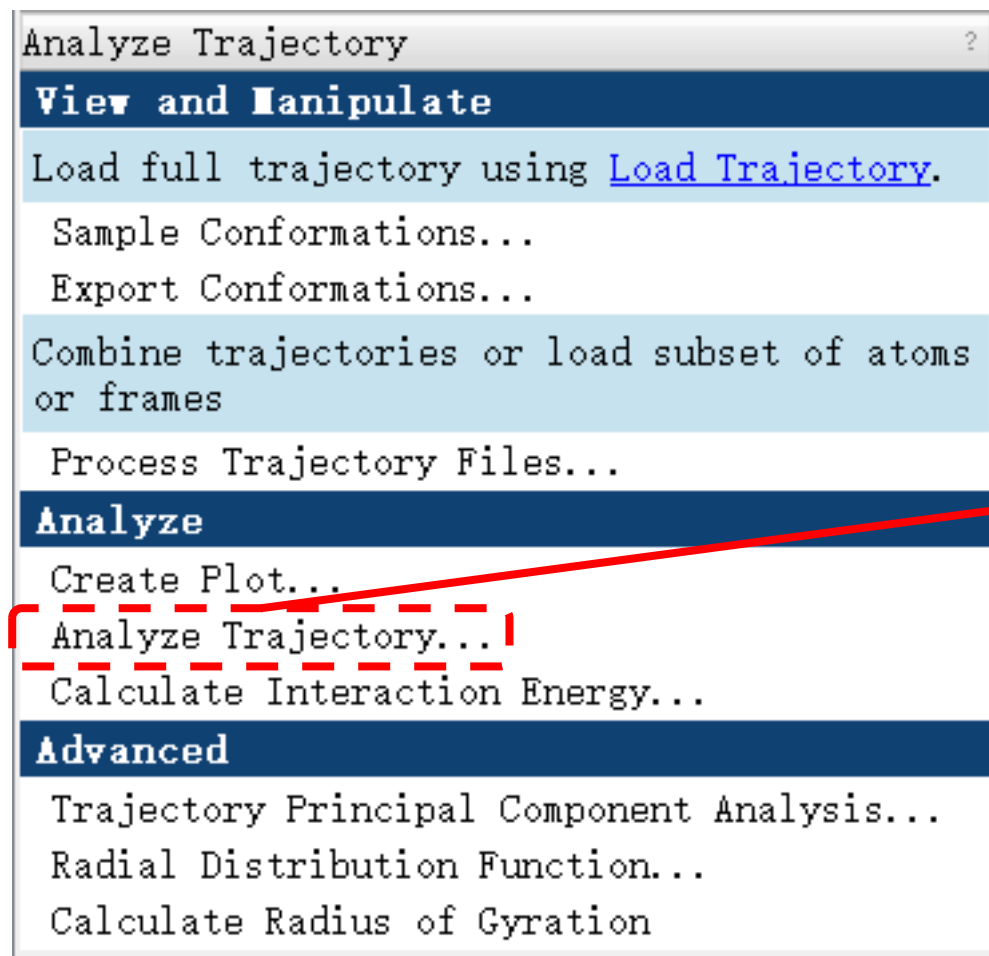 Analyze Trajectory ?
View and Manipulate
Load full trajectory using Load Trajectory.
Sample Conformations...
Export Conformations...
Combine trajectories or load subset of atoms
or frames
Process Trajectory Files...
Analyze
Create Plot...
Analyze Trajectory...
Calculate Interaction Energy...
Advanced
Trajectory Principal Component Analysis...
Radial Distribution Function...
Calculate Radius of Gyration